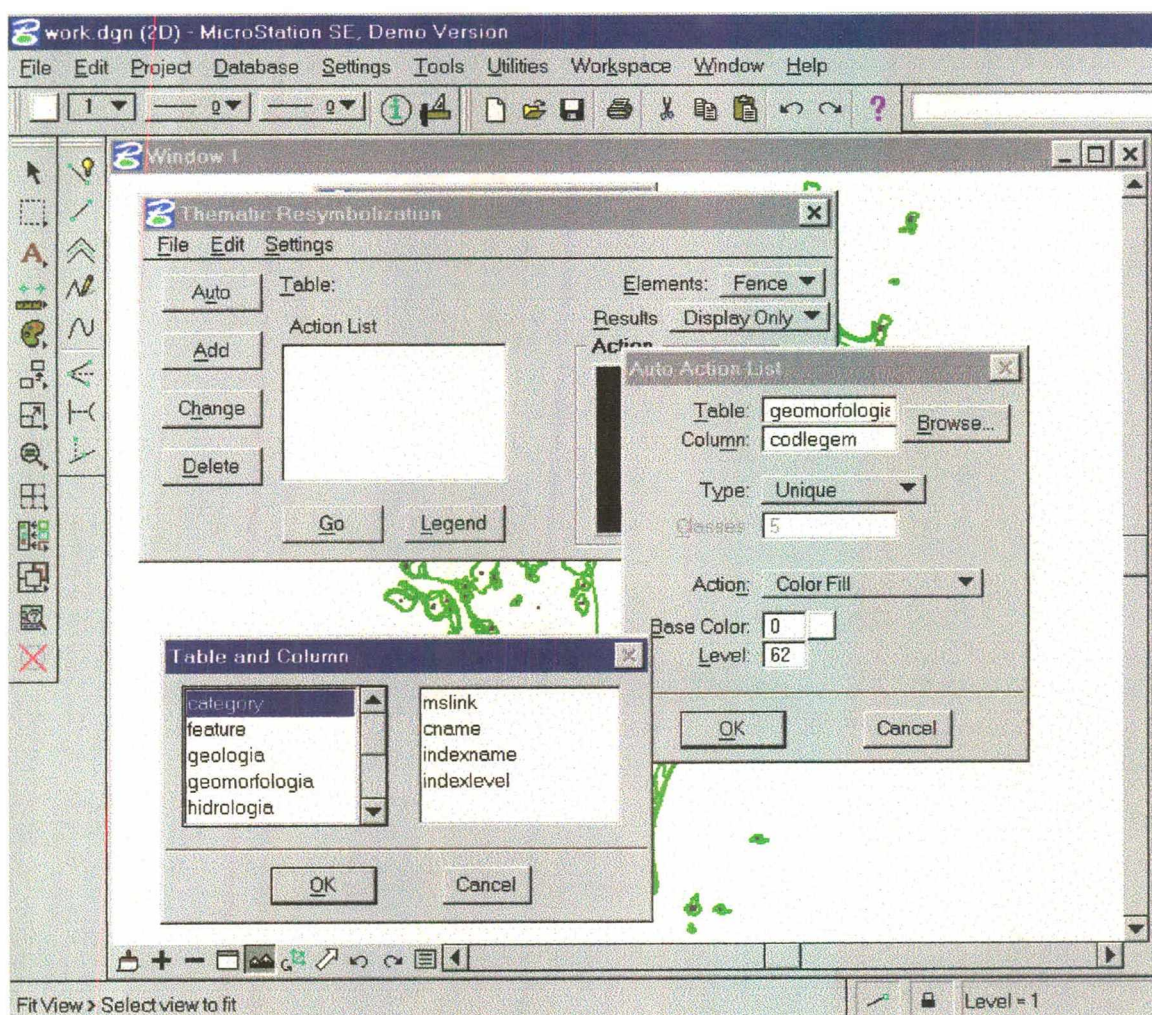 work.dgn (2D) - MicroStation SE, Demo Version
File Edit Project Database Settings Tools Utilities Workspace Window Help
1 0 0
Window 1
Thematic Resymbolization
File Edit Settings
Auto Table: Elements: Fence
Action List Results Display Only
Add Action
Change
Delete
Go Legend
Auto Action List
Table: geomorfologia
Column: codlegem Browse...
Type: Unique
Classes: 5
Action: Color Fill
Base Color: 0
Level: 62
OK Cancel
Table and Column
category mslink
feature cname
geologia indexname
geomorfologia indexlevel
hidrologia
OK Cancel
Fit View > Select view to fit Level = 1